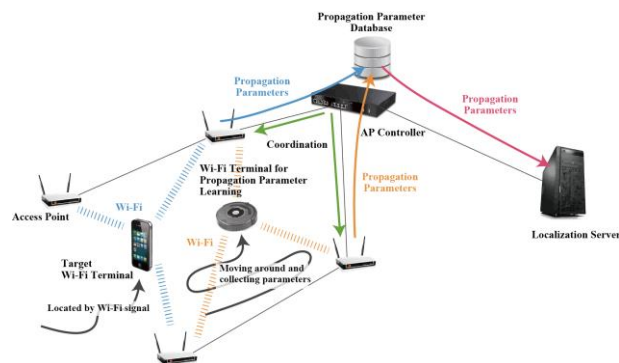 Propagation Parameter
Database
Propagation
Parameters
Propagation
Parameters
AP Controller
Coordination
Propagation
Parameters
Wi-Fi Terminal for
Propagation Parameter
Learning
Access Point
Wi-Fi
Wi-Fi
Localization Server
Target
Wi-Fi Terminal
Moving around and
collecting parameters
Located by Wi-Fi signal